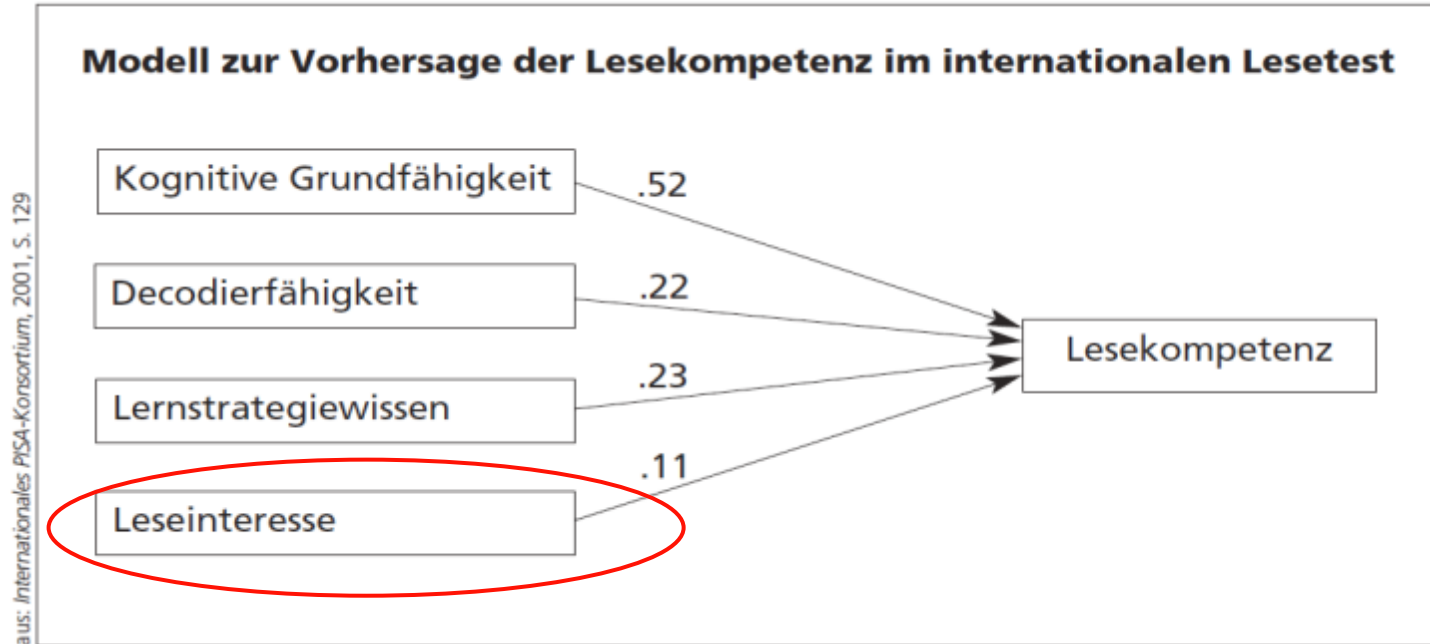 Modell zur Vorhersage der Lesekompetenz im internationalen Lesetest
Kognitive Grundfähigkeit
.52
Decodierfähigkeit
.22
Lernstrategiewissen
.23
Leseinteresse
.11
Lesekompetenz
aus: Internationales PISA-Konsortium, 2001, S. 129